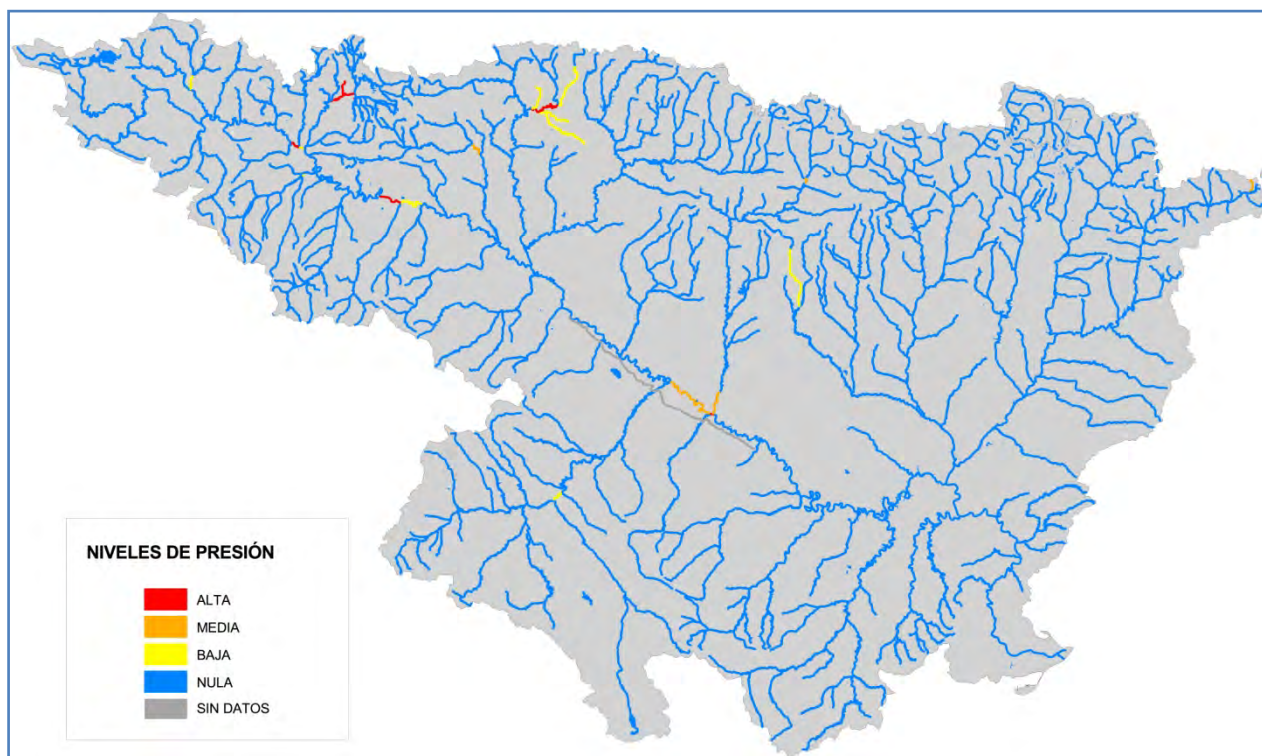 NIVELES DE PRESIÓN
ALTA
MEDIA
BAJA
NULA
SIN DATOS